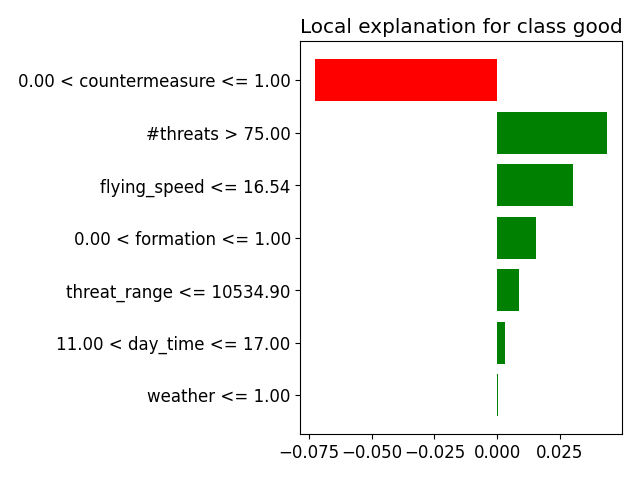 Local explanation for class good
0.00 < countermeasure <= 1.00
#threats > 75.00
flying_speed <= 16.54
0.00 < formation <= 1.00
threat_range <= 10534.90
11.00 < day_time <= 17.00
weather <= 1.00
−0.075 −0.050 −0.025 0.000 0.025